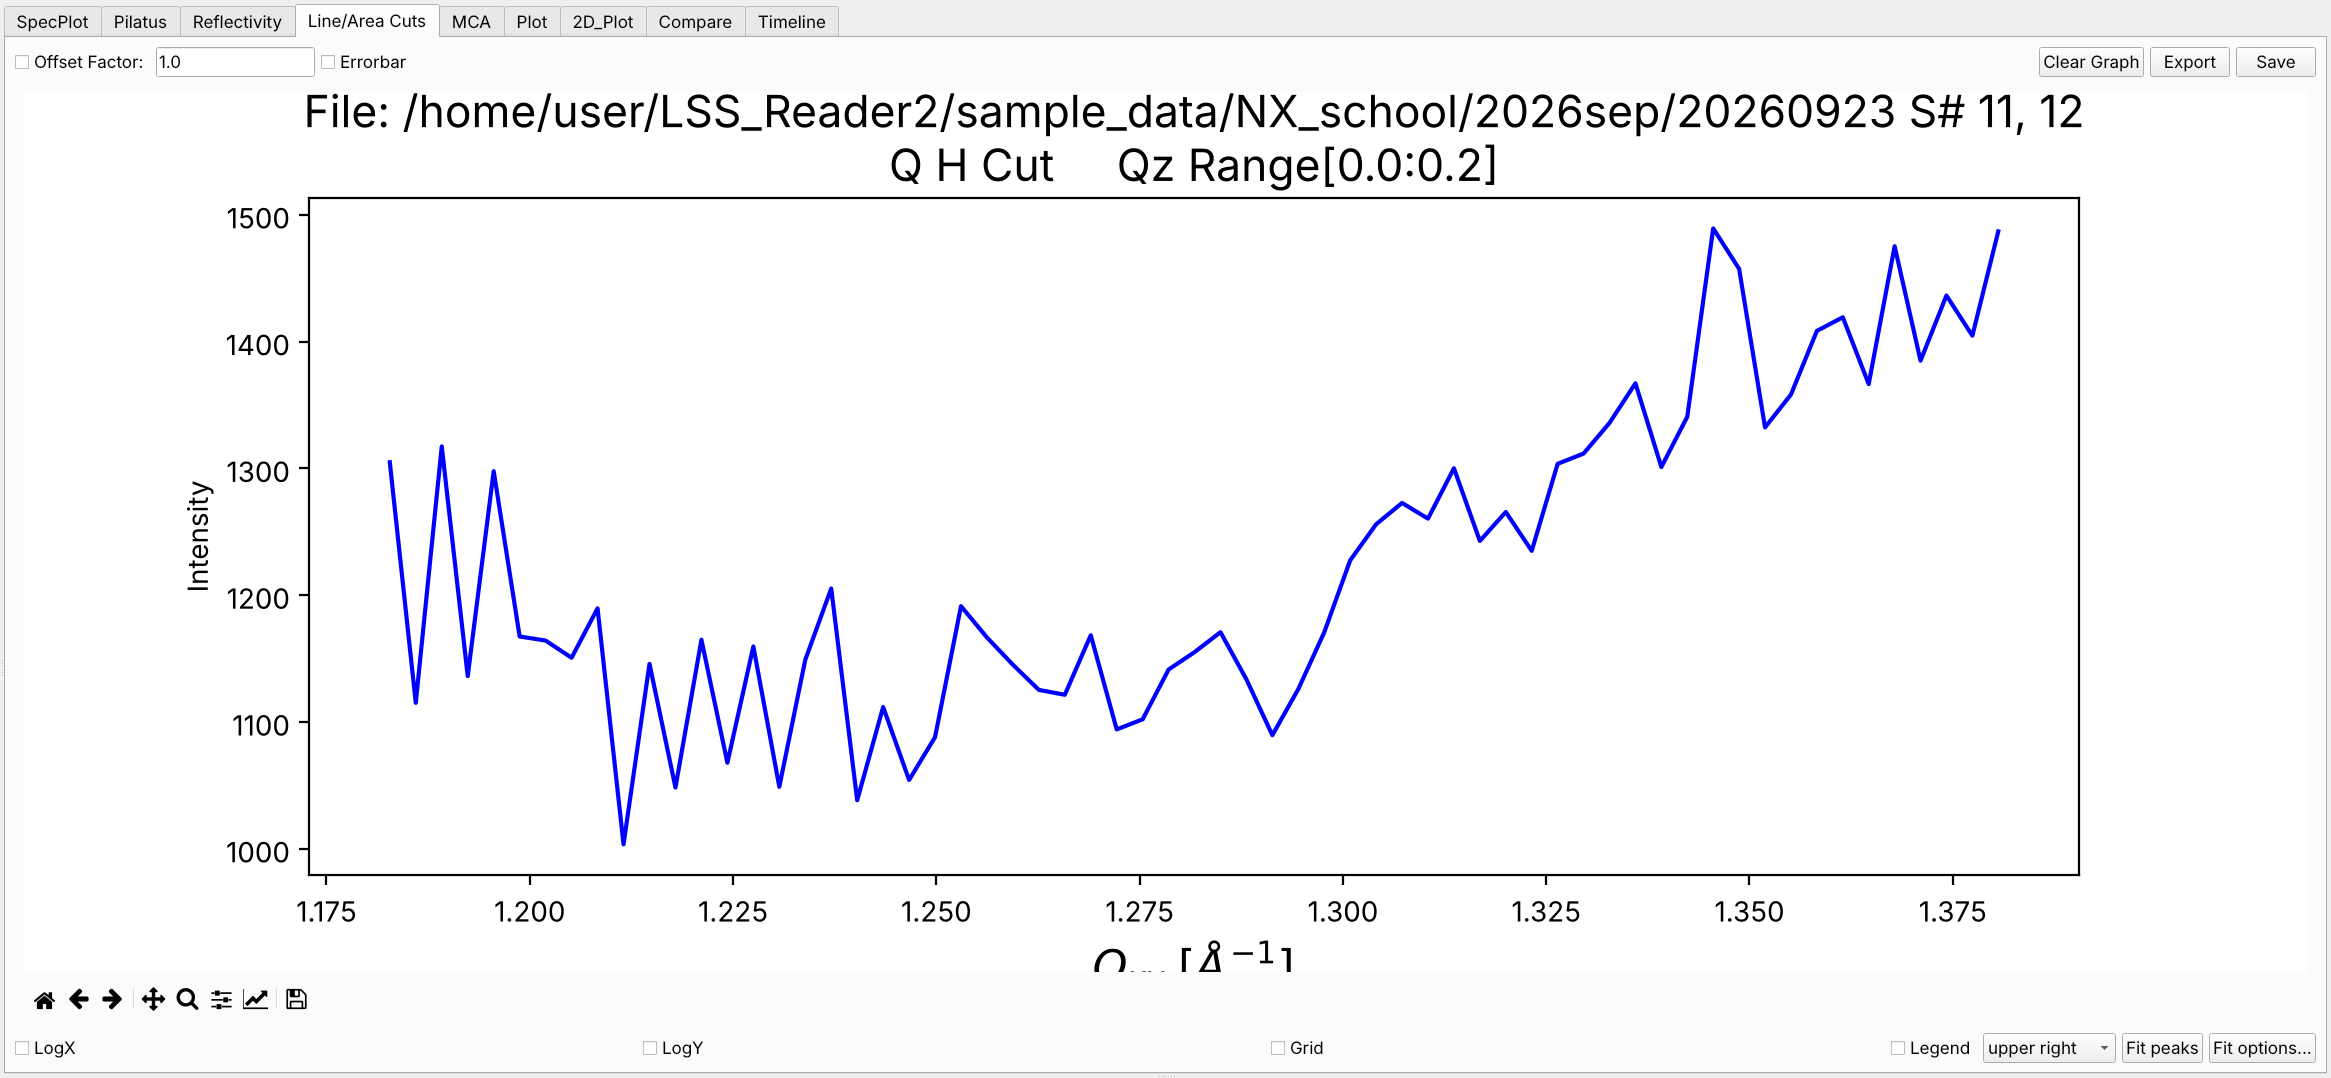 SpecPlot Pilatus Reflectivity Line/Area Cuts MCA Plot 2D_Plot Compare Timeline
Offset Factor: 1.0 Errorbar Clear Graph Export Save
File: /home/user/LSS_Reader2/sample_data/NX_school/2026sep/20260923 S# 11, 12
Q H Cut Qz Range[0.0:0.2]
1500
1400
1300
1200
1100
1000
Intensity
1.175 1.200 1.225 1.250 1.275 1.300 1.325 1.350 1.375
[Å⁻¹]
LogX LogY Grid Legend upper right Fit peaks Fit options...